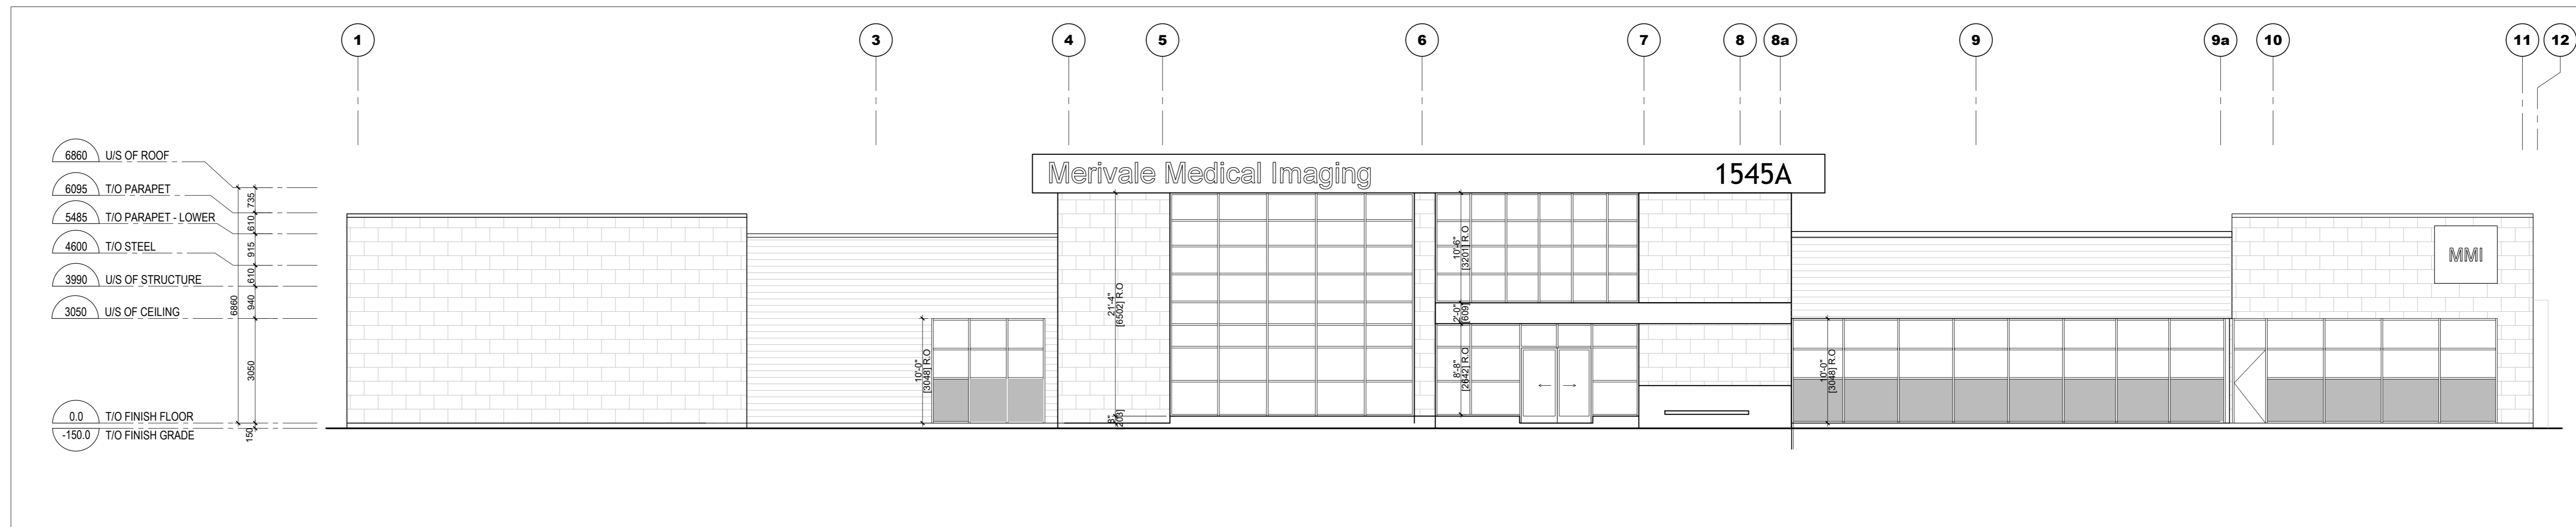 1 3 4 5 6 7 8 8a 9 9a 10 11 12
6860 U/S OF ROOF
Merivale Medical Imaging 1545A
6095 T/O PARAPET
735
5485 T/O PARAPET - LOWER
610
4600 T/O STEEL
915
3990 U/S OF STRUCTURE
610
3050 U/S OF CEILING
940
6860
3050
0.0 T/O FINISH FLOOR
-150.0 T/O FINISH GRADE
150
10'-0"
[3048] R.O
21'-4"
[6502] R.O
8"
[203]
10'-6"
[3201] R.O
2'-0"
[609]
8'-8"
[2642] R.O
10'-0"
[3048] R.O
MMI